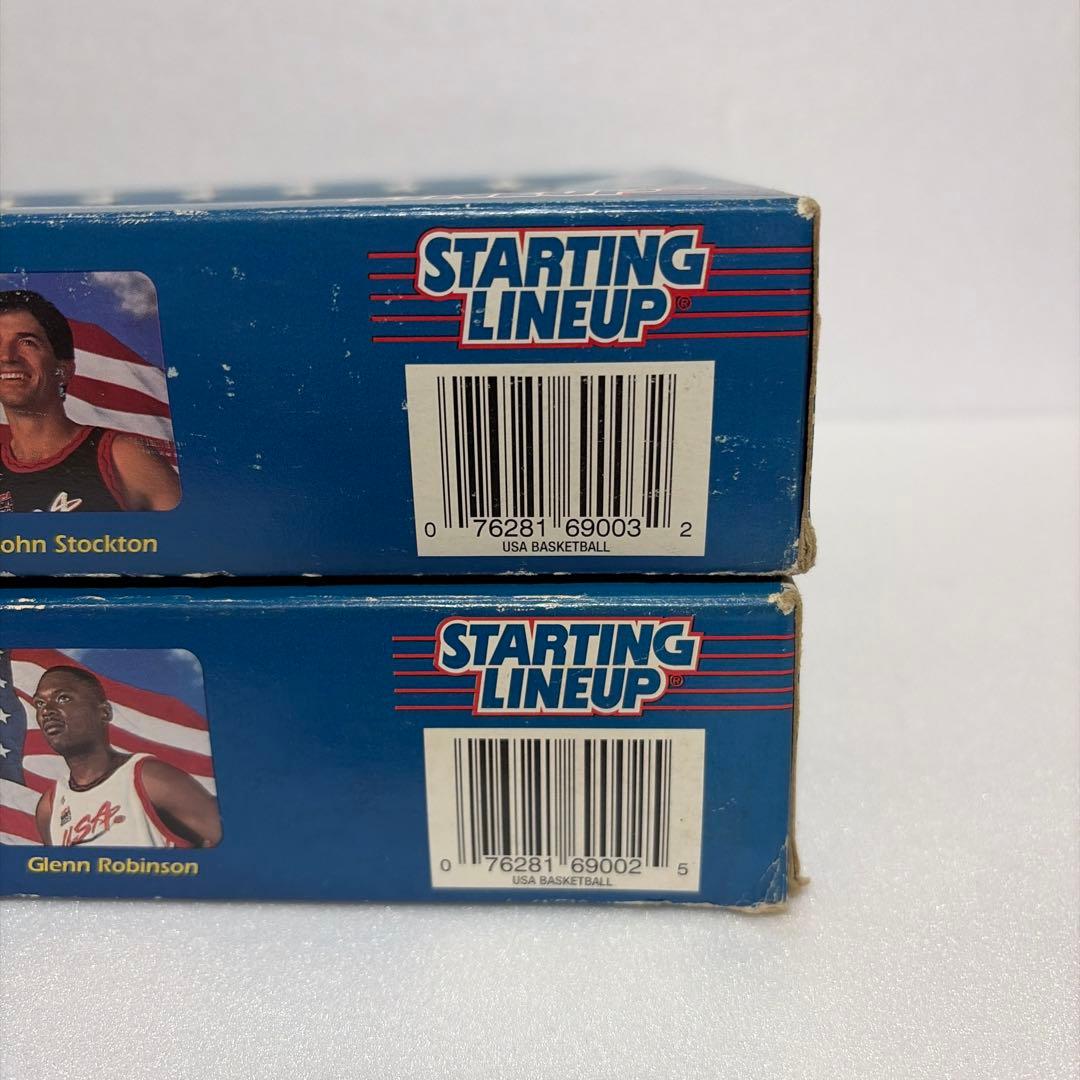 STARTING
LINEUP®
0 76281 69003 2
USA BASKETBALL
ohn Stockton
STARTING
LINEUP®
USA
0 76281 69002 5
USA BASKETBALL
Glenn Robinson